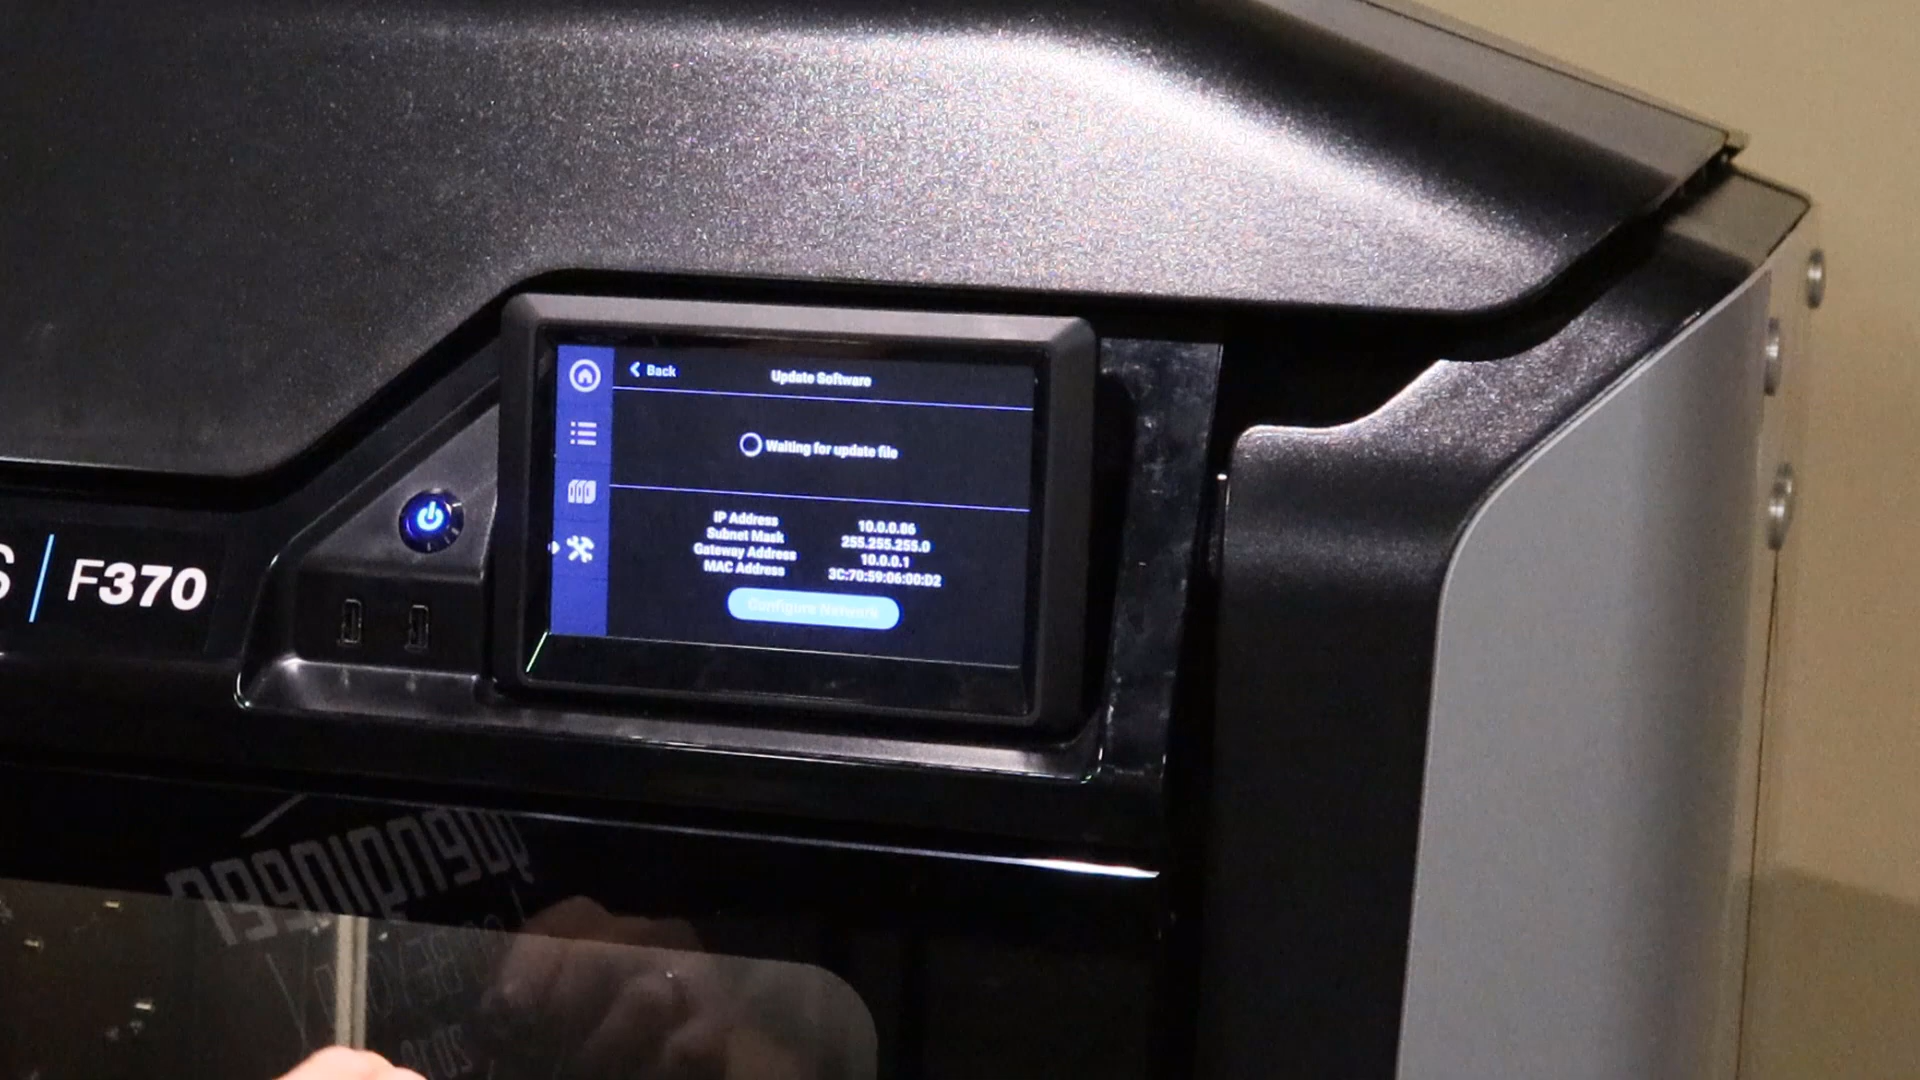 Back
Update Software
Waiting for update file
IP Address 10.0.0.86
Subnet Mask 255.255.255.0
Gateway Address 10.0.0.1
MAC Address 3C:70:59:06:00:D2
Configure Network
S | F370